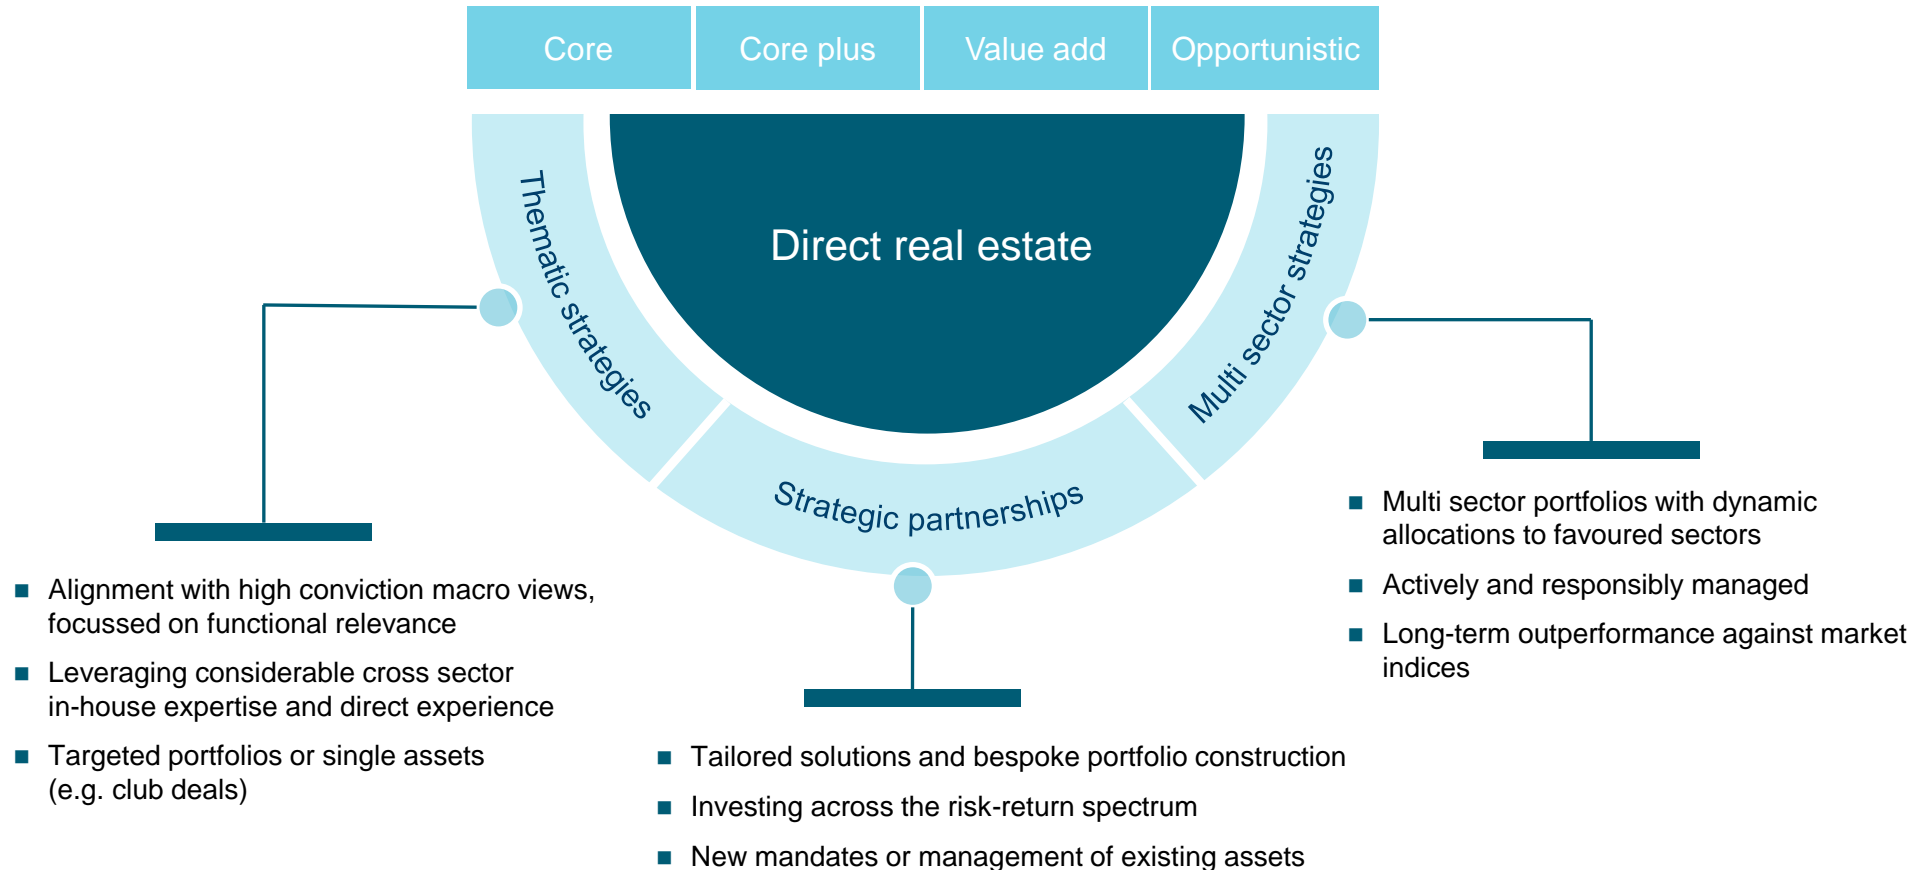 Core
Core plus
Value add
Opportunistic
Direct real estate
Thematic strategies
Strategic partnerships
Multi sector strategies
■ Alignment with high conviction macro views,
focussed on functional relevance
■ Leveraging considerable cross sector
in-house expertise and direct experience
■ Targeted portfolios or single assets
(e.g. club deals)
■ Tailored solutions and bespoke portfolio construction
■ Investing across the risk-return spectrum
■ New mandates or management of existing assets
■ Multi sector portfolios with dynamic
allocations to favoured sectors
■ Actively and responsibly managed
■ Long-term outperformance against market
indices